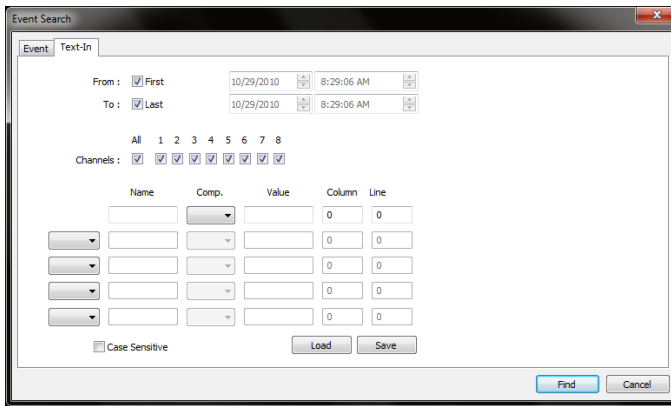 Event Search
Event Text-In
From : First 10/29/2010 8:29:06 AM
To : Last 10/29/2010 8:29:06 AM
All 1 2 3 4 5 6 7 8
Channels :
Name Comp. Value Column Line
0 0
0 0
0 0
0 0
0 0
Case Sensitive Load Save
Find Cancel